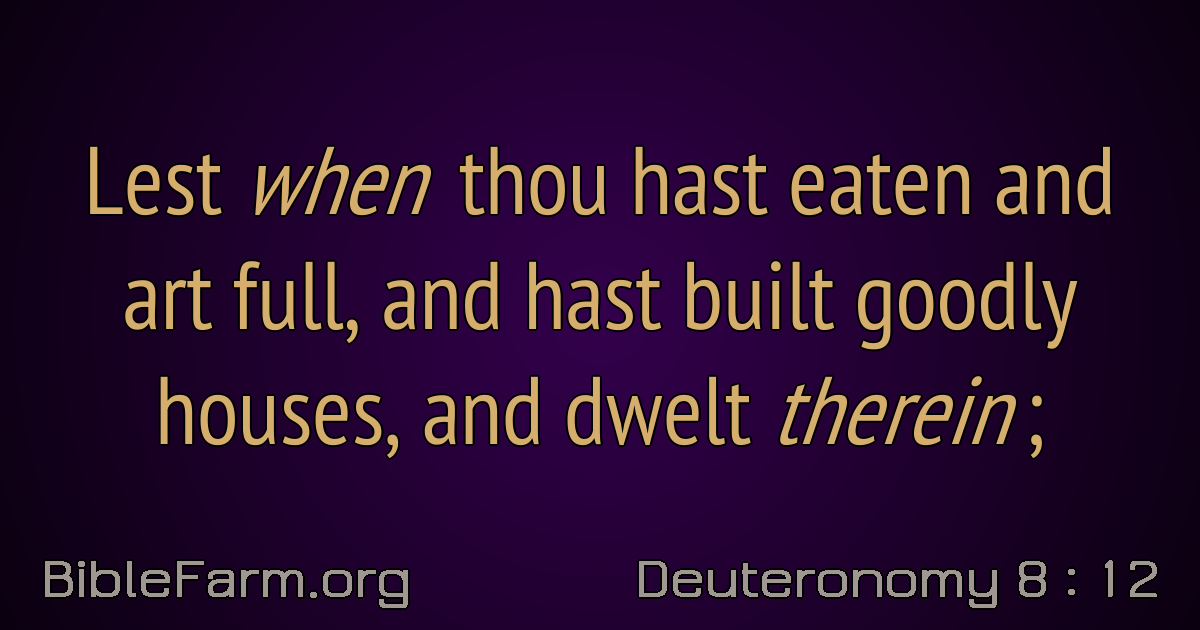 Lest when thou hast eaten and
art full, and hast built goodly
houses, and dwelt therein;
BibleFarm.org
Deuteronomy 8 : 12